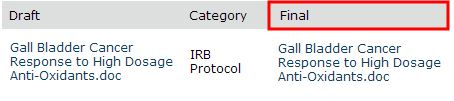 Draft Category Final
Gall Bladder Cancer
Response to High Dosage
Anti-Oxidants.doc
IRB
Protocol
Gall Bladder Cancer
Response to High Dosage
Anti-Oxidants.doc